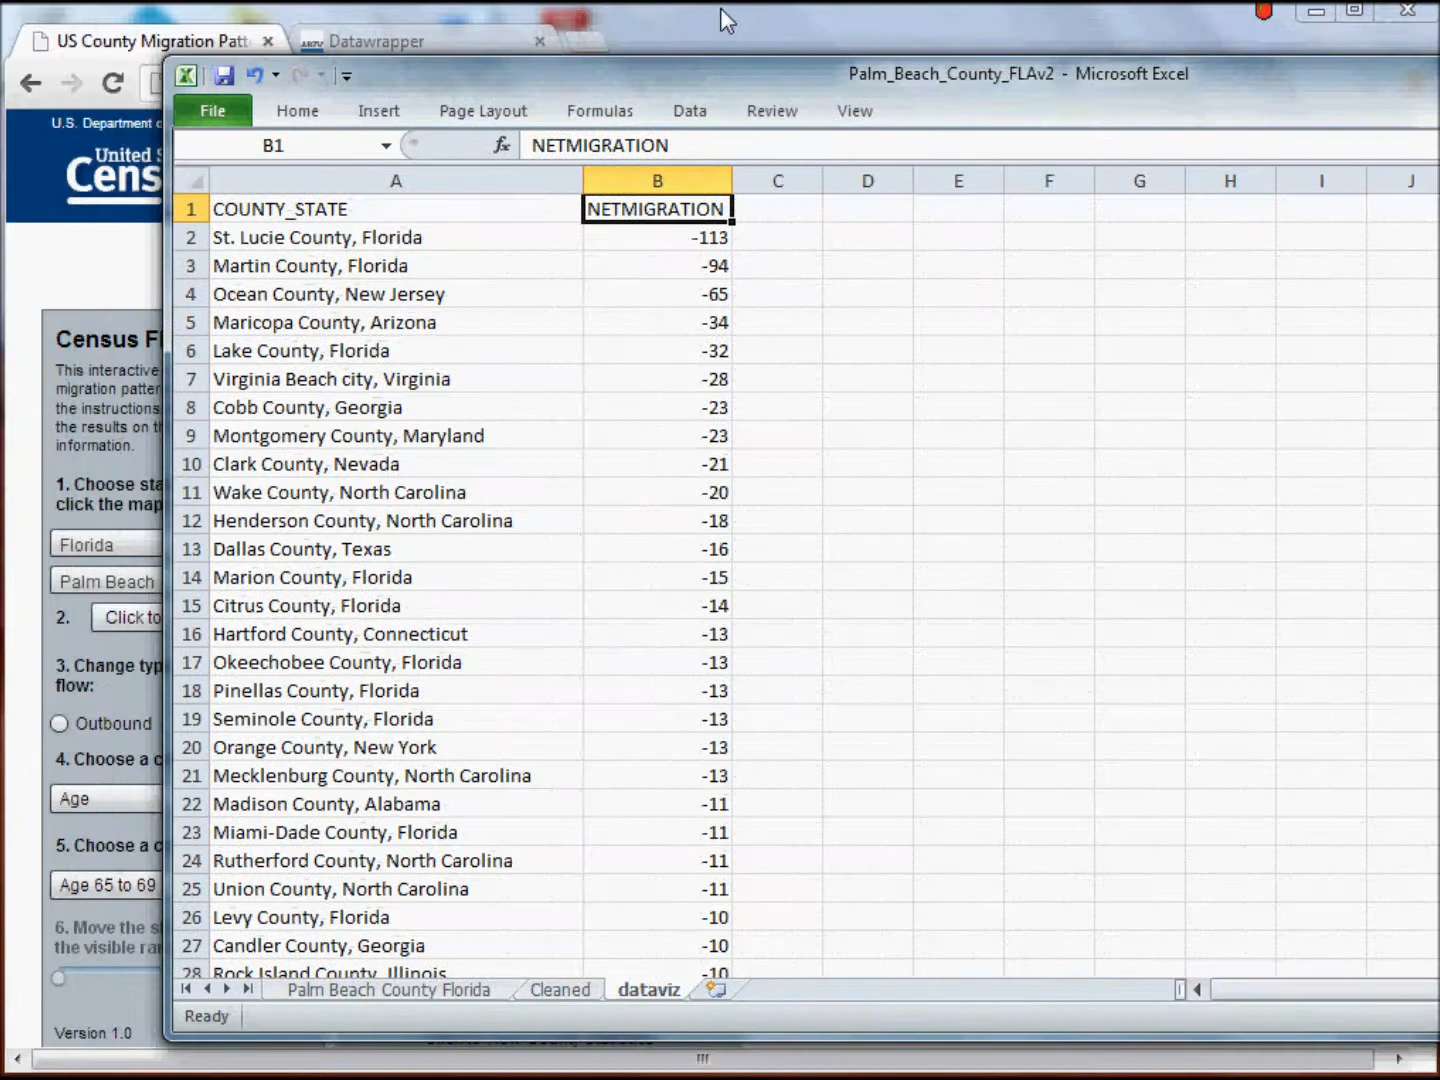 US County Migration Patt
Datawrapper
Palm_Beach_County_FLAv2 - Microsoft Excel
File Home Insert Page Layout Formulas Data Review View
B1 fx NETMIGRATION
A B C D E F G H I J
1 COUNTY_STATE NETMIGRATION
2 St. Lucie County, Florida -113
3 Martin County, Florida -94
4 Ocean County, New Jersey -65
5 Maricopa County, Arizona -34
6 Lake County, Florida -32
7 Virginia Beach city, Virginia -28
8 Cobb County, Georgia -23
9 Montgomery County, Maryland -23
10 Clark County, Nevada -21
11 Wake County, North Carolina -20
12 Henderson County, North Carolina -18
13 Dallas County, Texas -16
14 Marion County, Florida -15
15 Citrus County, Florida -14
16 Hartford County, Connecticut -13
17 Okeechobee County, Florida -13
18 Pinellas County, Florida -13
19 Seminole County, Florida -13
20 Orange County, New York -13
21 Mecklenburg County, North Carolina -13
22 Madison County, Alabama -11
23 Miami-Dade County, Florida -11
24 Rutherford County, North Carolina -11
25 Union County, North Carolina -11
26 Levy County, Florida -10
27 Candler County, Georgia -10
28 Rock Island County, Illinois -10
Palm Beach County Florida Cleaned dataviz
Ready
U.S. Department
United S
Cens
Census Fl
This interactive
migration patter
the instructions
the results on th
information.
1. Choose sta
click the map
Florida
Palm Beach
2. Click to
3. Change typ
flow:
Outbound
4. Choose a c
Age
5. Choose a c
Age 65 to 69
6. Move the s
the visible ra
Version 1.0